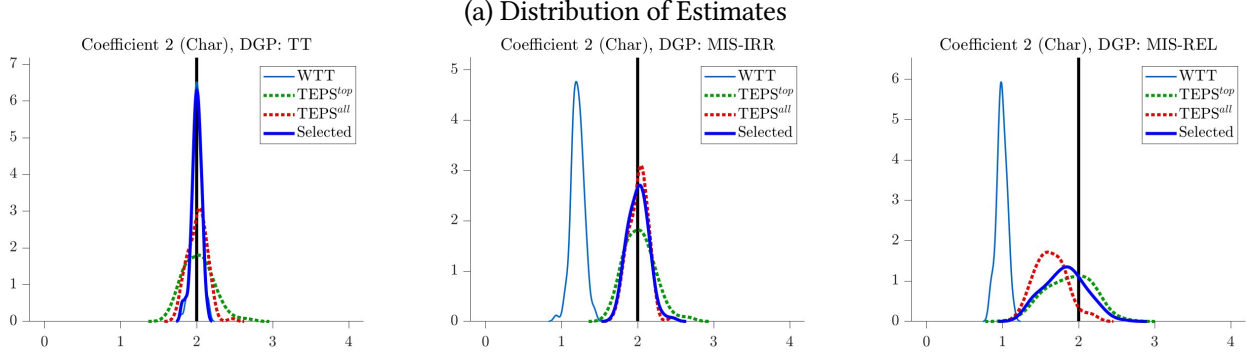 (a) Distribution of Estimates
Coefficient 2 (Char), DGP: TT
7
6
5
4
3
2
1
0
0 1 2 3 4
WTT
TEPS^top
TEPS^all
Selected
Coefficient 2 (Char), DGP: MIS-IRR
5
4
3
2
1
0
0 1 2 3 4
WTT
TEPS^top
TEPS^all
Selected
Coefficient 2 (Char), DGP: MIS-REL
6
5
4
3
2
1
0
0 1 2 3 4
WTT
TEPS^top
TEPS^all
Selected